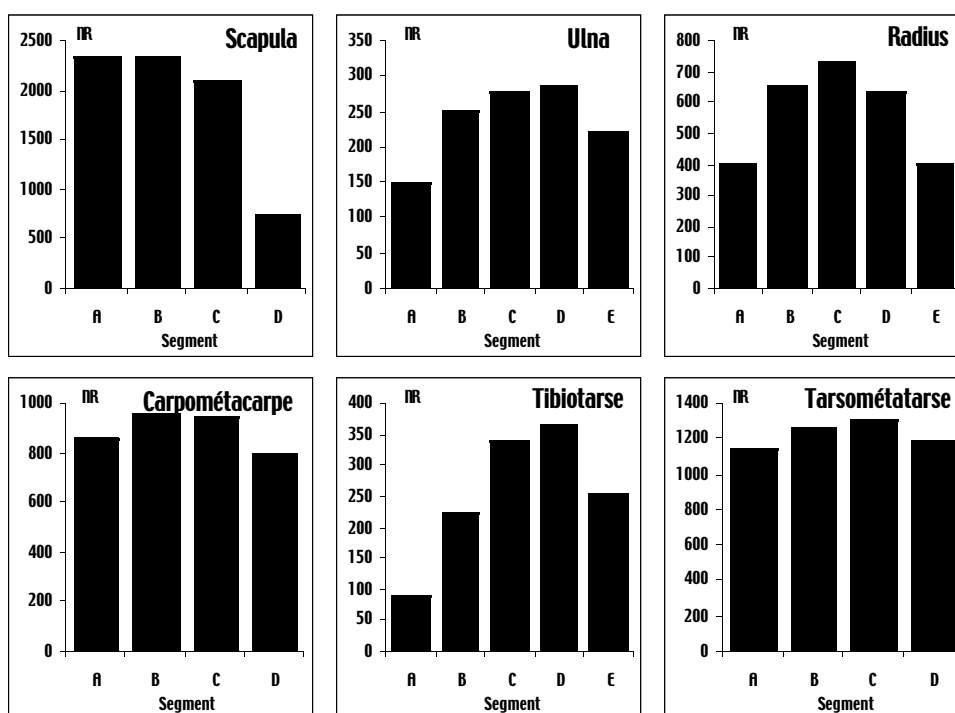 NR Scapula
2500
2000
1500
1000
500
0
A B C D
Segment
NR Ulna
350
300
250
200
150
100
50
0
A B C D E
Segment
NR Radius
800
700
600
500
400
300
200
100
0
A B C D E
Segment
NR Carpométacarpe
1000
800
600
400
200
0
A B C D
Segment
NR Tibiotarse
400
350
300
250
200
150
100
50
0
A B C D E
Segment
NR Tarsométatarse
1400
1200
1000
800
600
400
200
0
A B C D
Segment